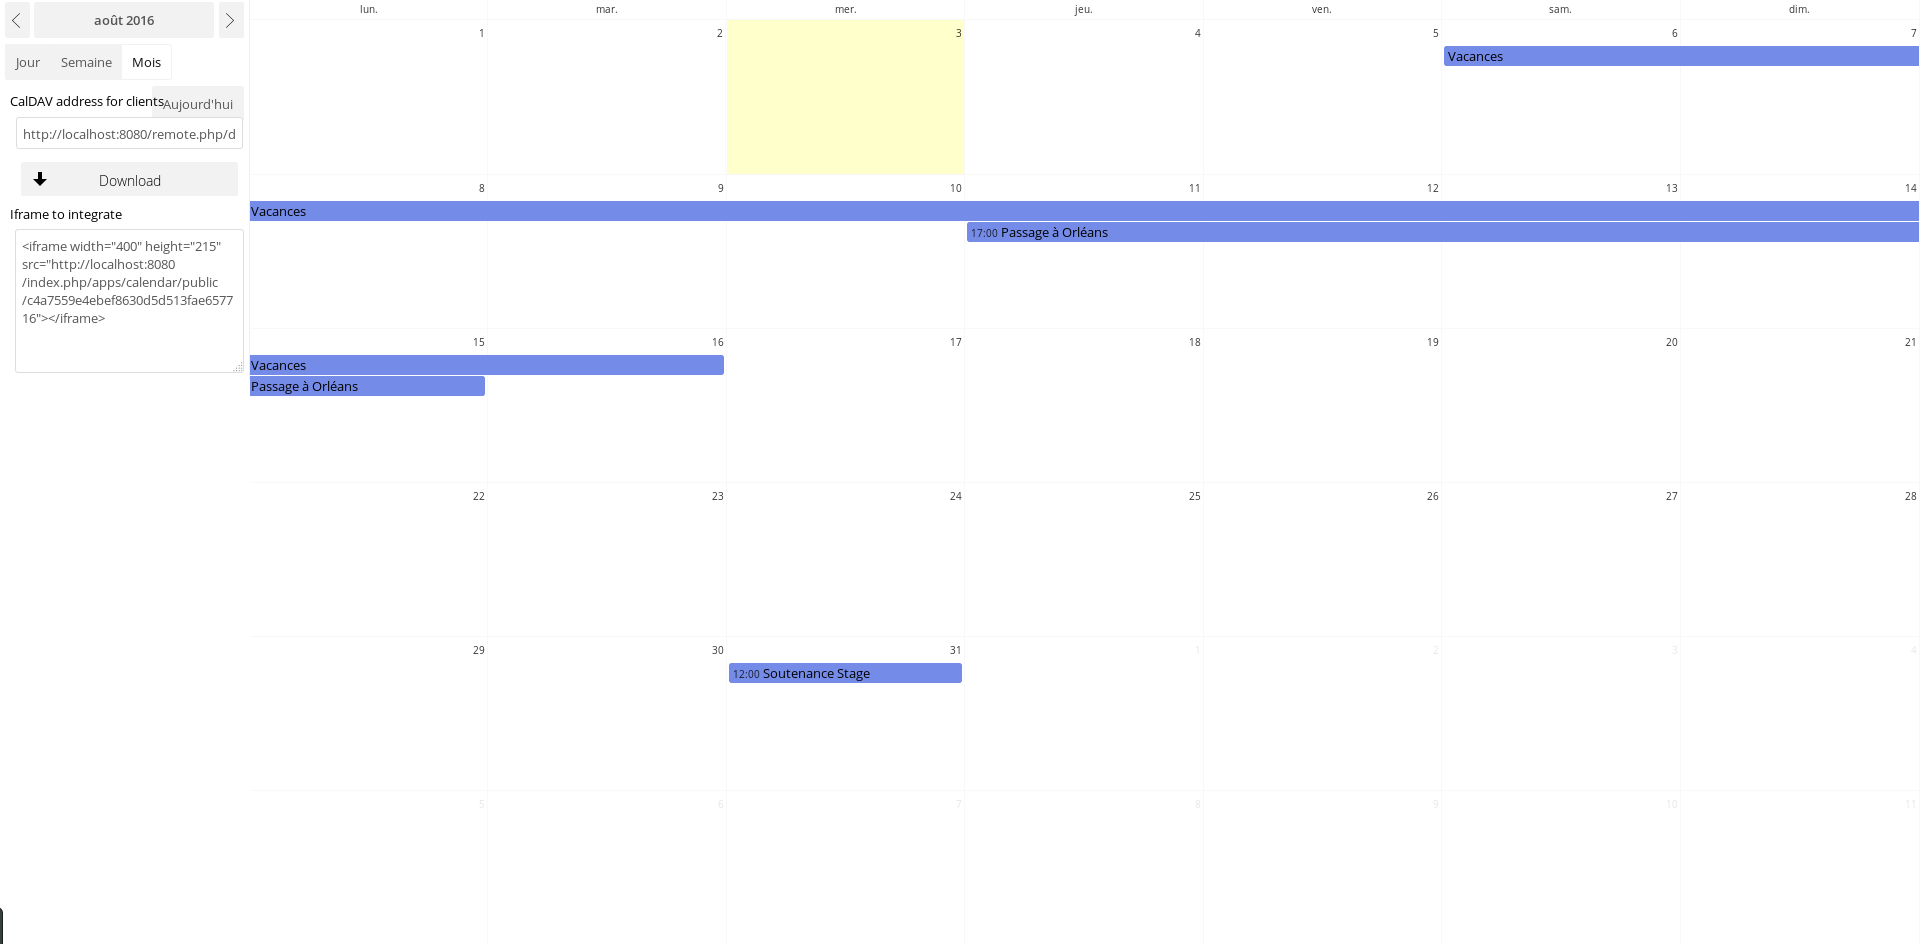 août 2016
Jour Semaine Mois
Aujourd'hui
CalDAV address for clients
http://localhost:8080/remote.php/d
Download
Iframe to integrate
<iframe width="400" height="215"
src="http://localhost:8080
/index.php/apps/calendar/public
/c4a7559e4ebef8630d5d513fae6577
16"></iframe>
lun. mar. mer. jeu. ven. sam. dim.
1 2 3 4 5 6 7
Vacances
8 9 10 11 12 13 14
Vacances
17:00 Passage à Orléans
15 16 17 18 19 20 21
Vacances
Passage à Orléans
22 23 24 25 26 27 28
29 30 31 1 2 3 4
12:00 Soutenance Stage
5 6 7 8 9 10 11